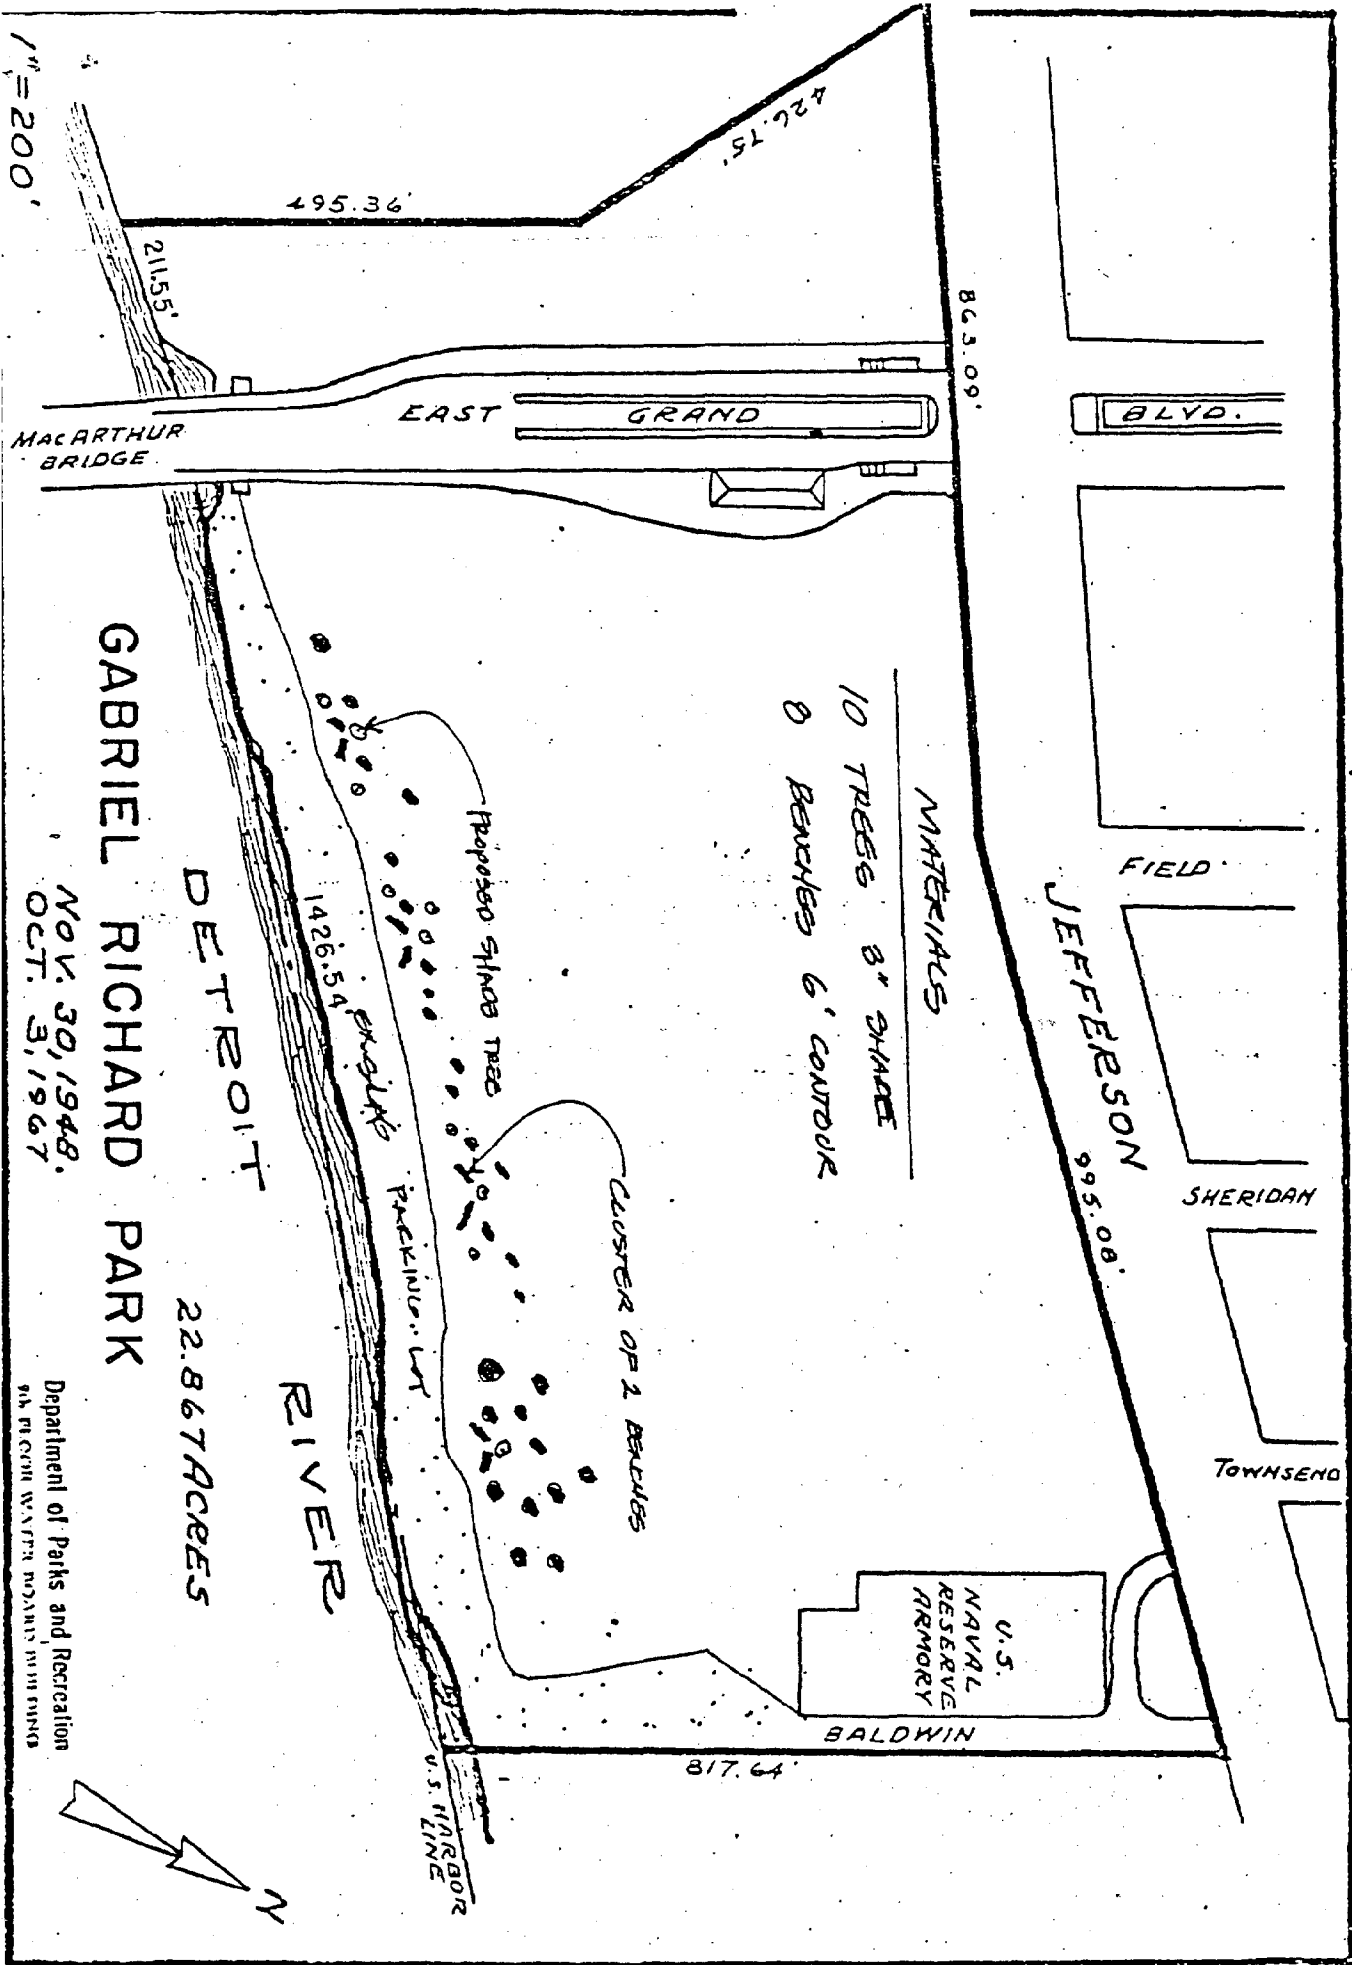 BLVD.
FIELD
SHERIDAN
TOWNSEND
JEFFERSON
863.09'
995.08'
426.75'
495.36'
211.55'
EAST GRAND
MACARTHUR
BRIDGE
MATERIALS
10 TREES 3" SHADE
8 BENCHES 6' CONTOUR
PROPOSED SHADE TREE
CLUSTER OF 2 BENCHES
U.S.
NAVAL
RESERVE
ARMORY
BALDWIN
817.64'
PARKING LOT
1426.54'
U.S. HARBOR
LINE
DETROIT RIVER
22.867 ACRES
GABRIEL RICHARD PARK
NOV. 30, 1948.
OCT. 3, 1967
1"=200'
Department of Parks and Recreation
N